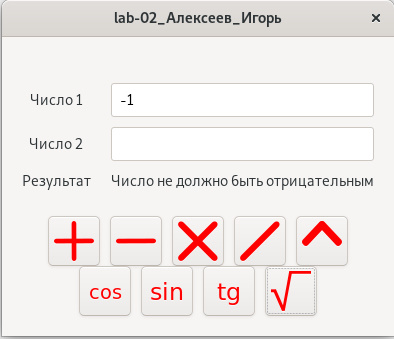 lab-02_Алексеев_Игорь
Число 1 -1
Число 2
Результат Число не должно быть отрицательным
cos sin tg √